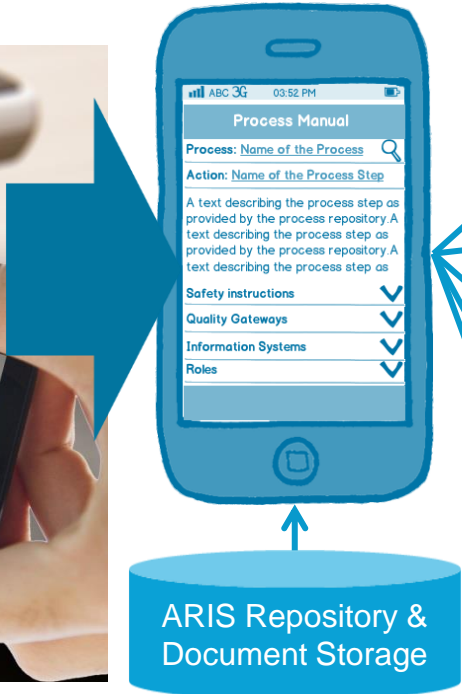 ABC 3G 03:52 PM
Process Manual
Process: Name of the Process
Action: Name of the Process Step
A text describing the process step as
provided by the process repository.A
text describing the process step as
provided by the process repository.A
text describing the process step as
Safety instructions
Quality Gateways
Information Systems
Roles
ARIS Repository &
Document Storage